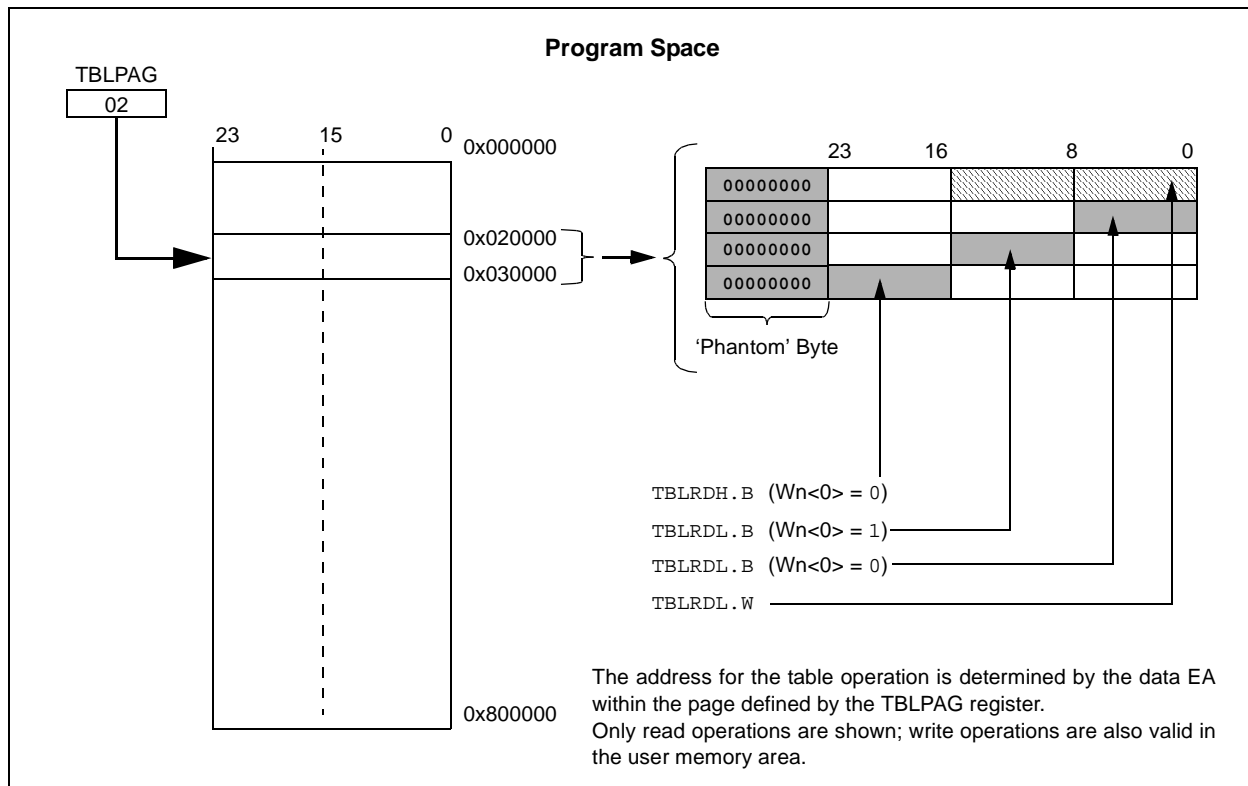 Program Space
TBLPAG
02
23 15 0
0x000000
0x020000
0x030000
0x800000
23 16 8 0
00000000
00000000
00000000
00000000
‘Phantom’ Byte
TBLRDH.B (Wn<0> = 0)
TBLRDL.B (Wn<0> = 1)
TBLRDL.B (Wn<0> = 0)
TBLRDL.W
The address for the table operation is determined by the data EA
within the page defined by the TBLPAG register.
Only read operations are shown; write operations are also valid in
the user memory area.